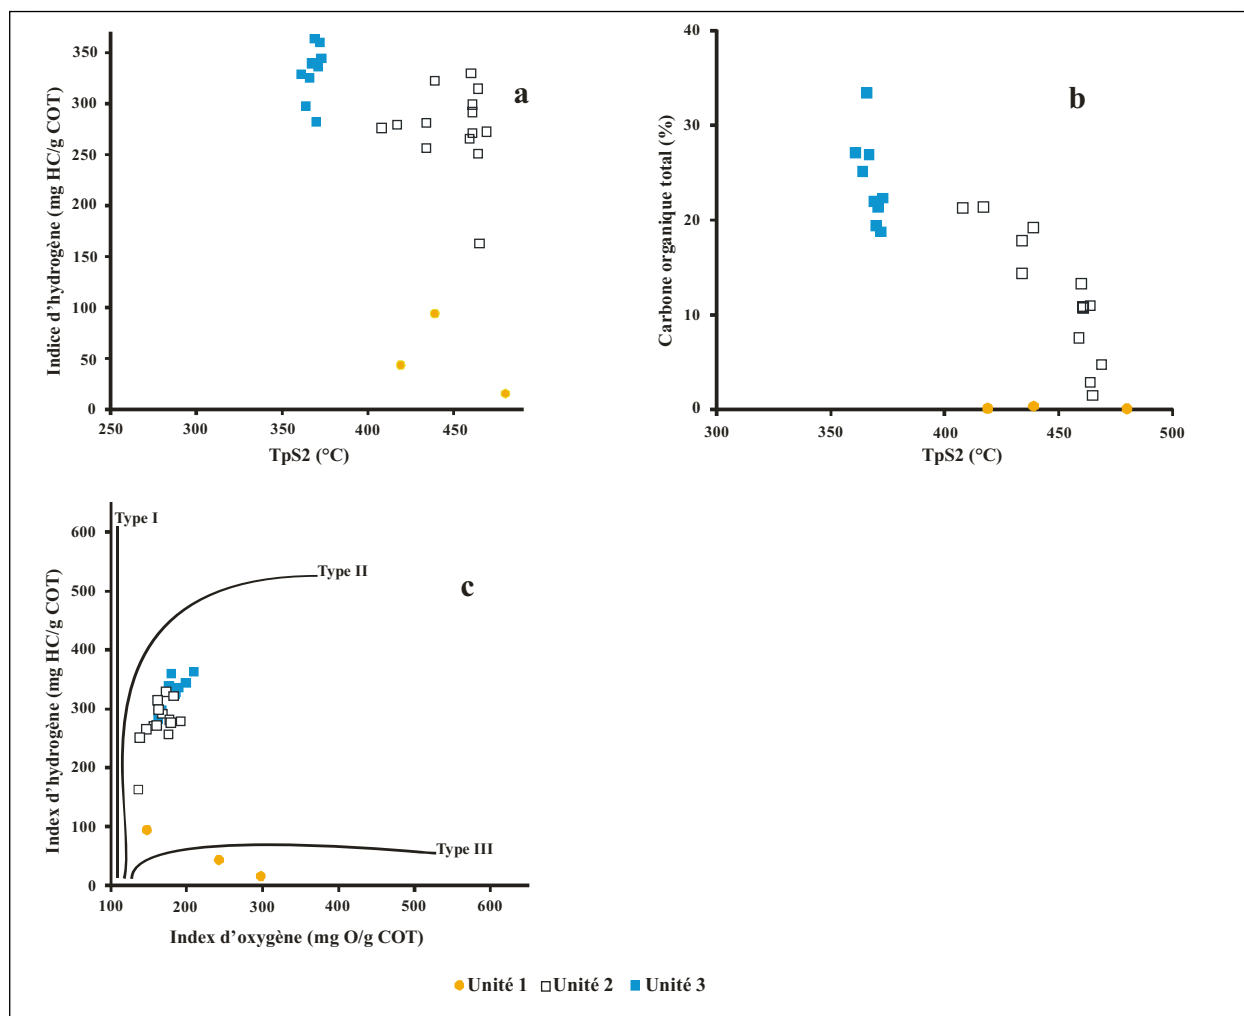 a
Indice d'hydrogène (mg HC/g COT)
350
300
250
200
150
100
50
0
250
300
350
400
450
TpS2 (°C)
b
Carbone organique total (%)
40
30
20
10
0
300
350
400
450
500
TpS2 (°C)
c
Index d'hydrogène (mg HC/g COT)
600
500
400
300
200
100
0
Type I
Type II
Type III
100
200
300
400
500
600
Index d'oxygène (mg O/g COT)
Unité 1
Unité 2
Unité 3